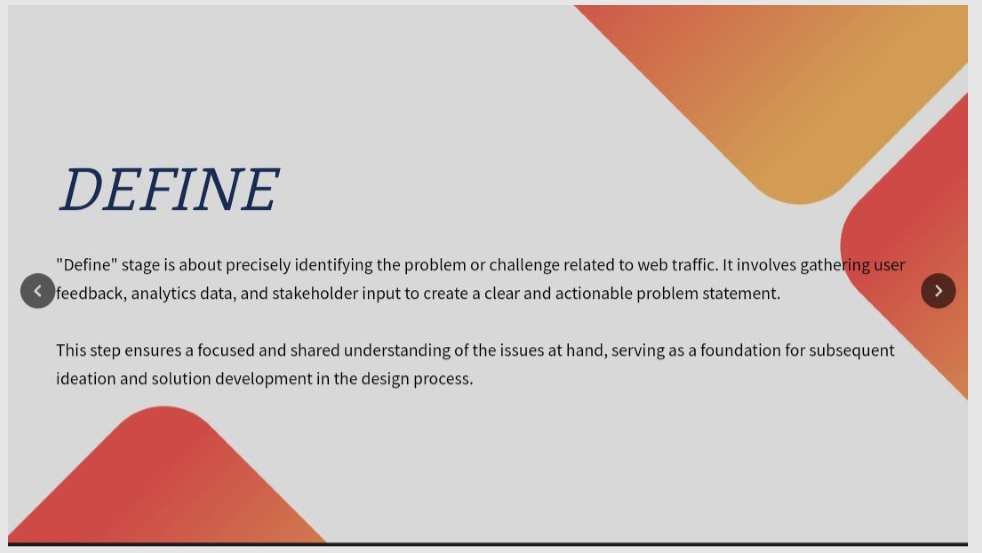 DEFINE
"Define" stage is about precisely identifying the problem or challenge related to web traffic. It involves gathering user
feedback, analytics data, and stakeholder input to create a clear and actionable problem statement.
This step ensures a focused and shared understanding of the issues at hand, serving as a foundation for subsequent
ideation and solution development in the design process.